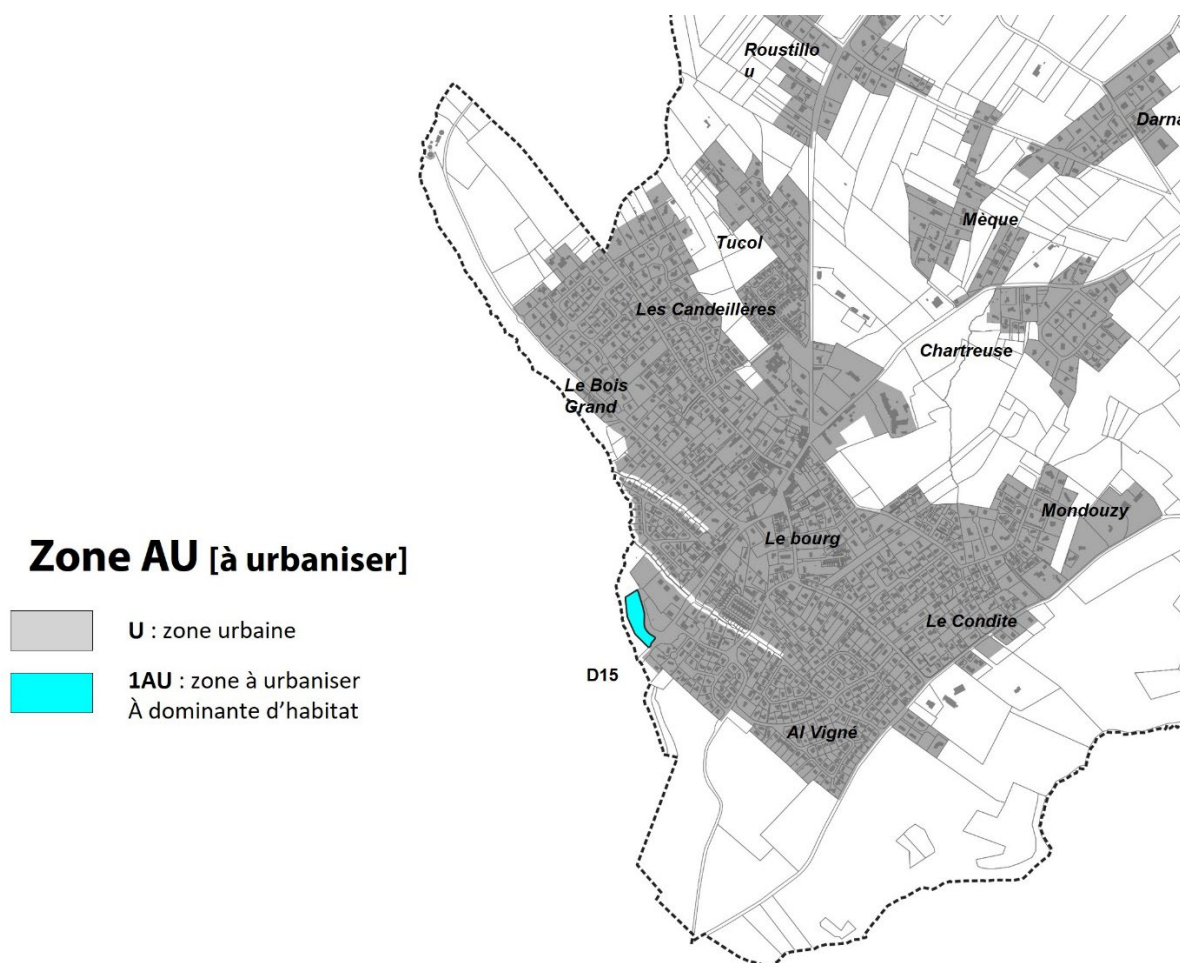 Roustillo
u
Darna
Mèque
Tucol
Les Candeillères
Chartreuse
Le Bois
Grand
Mondouzy
Le bourg
Zone AU [à urbaniser]
U : zone urbaine
Le Condîte
1AU : zone à urbaniser
À dominante d’habitat
D15
Al Vigné